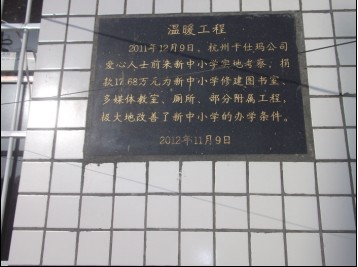 温暖工程
2011年12月9日，杭州卡仕玛公司
爱心人士前来新中小学实地考察、捐
款17.68万元为新中小学修建图书室、
多媒体教室、厕所、部分附属工程，
极大地改善了新中小学的办学条件。
2012年11月9日